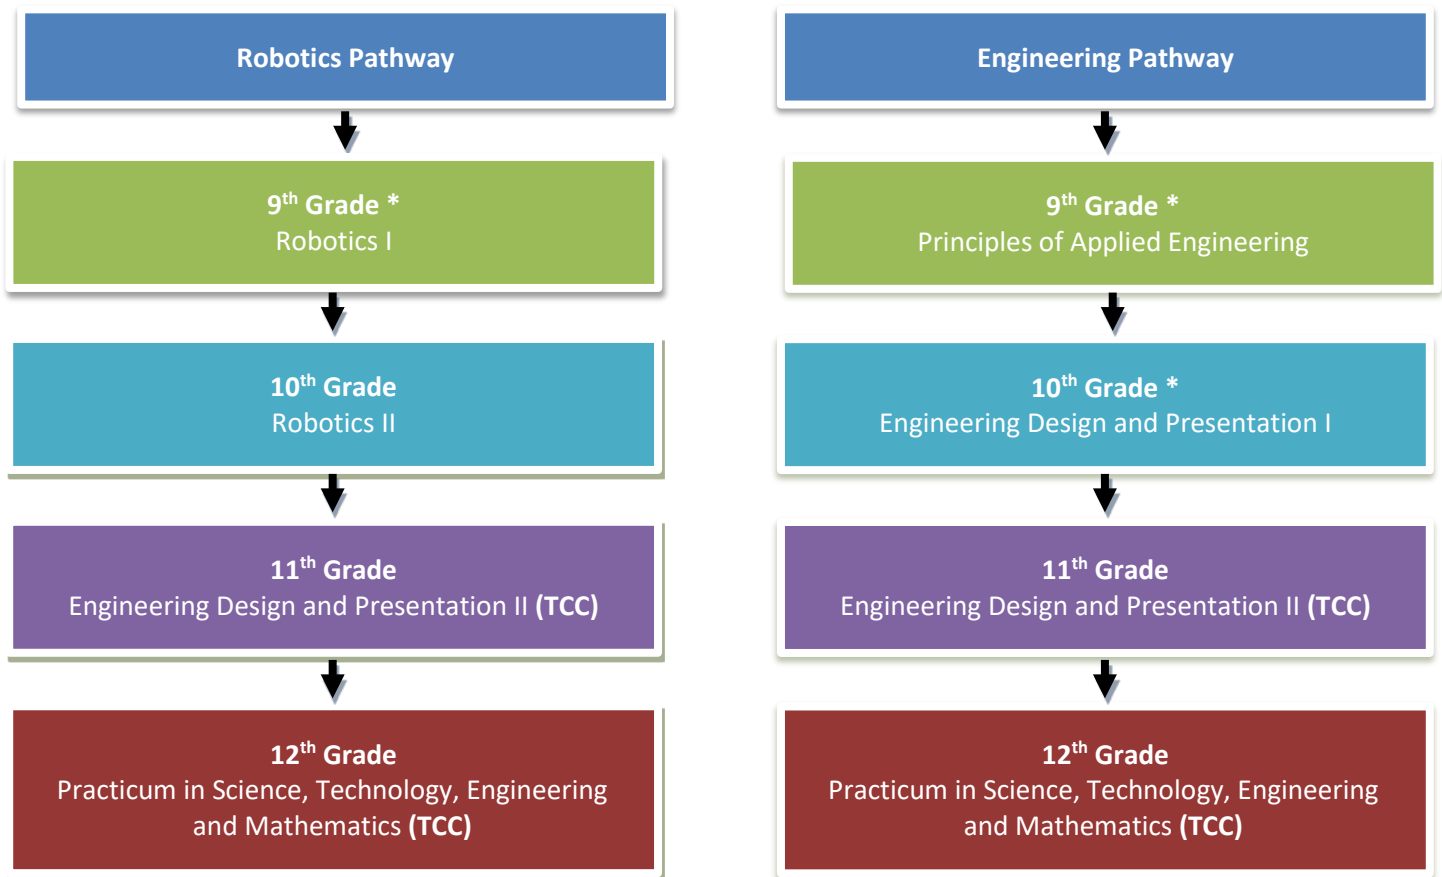 Robotics Pathway
9th Grade *
Robotics I
10th Grade
Robotics II
11th Grade
Engineering Design and Presentation II (TCC)
12th Grade
Practicum in Science, Technology, Engineering
and Mathematics (TCC)
Engineering Pathway
9th Grade *
Principles of Applied Engineering
10th Grade *
Engineering Design and Presentation I
11th Grade
Engineering Design and Presentation II (TCC)
12th Grade
Practicum in Science, Technology, Engineering
and Mathematics (TCC)